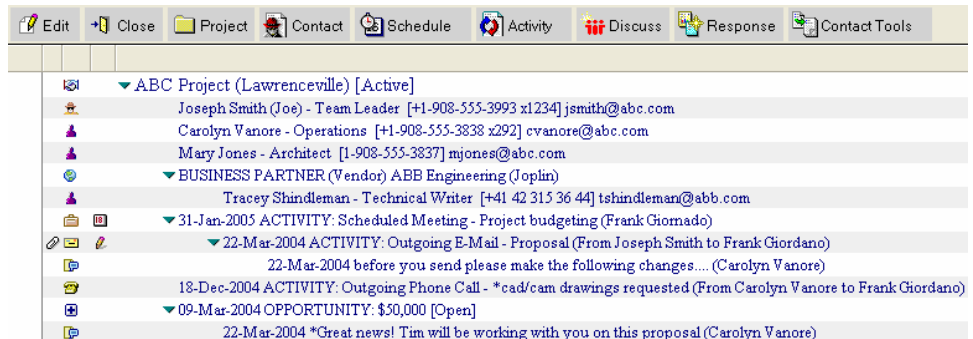 Edit Close Project Contact Schedule Activity Discuss Response Contact Tools
ABC Project (Lawrenceville) [Active]
Joseph Smith (Joe) - Team Leader [+1-908-555-3993 x1234] jsmith@abc.com
Carolyn Vanore - Operations [+1-908-555-3838 x292] cvanore@abc.com
Mary Jones - Architect [1-908-555-3837] mjones@abc.com
BUSINESS PARTNER (Vendor) ABB Engineering (Joplin)
Tracey Shindleman - Technical Writer [+41 42 315 36 44] tshindleman@abb.com
31-Jan-2005 ACTIVITY: Scheduled Meeting - Project budgeting (Frank Giornado)
22-Mar-2004 ACTIVITY: Outgoing E-Mail - Proposal (From Joseph Smith to Frank Giordano)
22-Mar-2004 before you send please make the following changes.... (Carolyn Vanore)
18-Dec-2004 ACTIVITY: Outgoing Phone Call - *cad/cam drawings requested (From Carolyn Vanore to Frank Giordano)
09-Mar-2004 OPPORTUNITY: $50,000 [Open]
22-Mar-2004 *Great news! Tim will be working with you on this proposal (Carolyn Vanore)